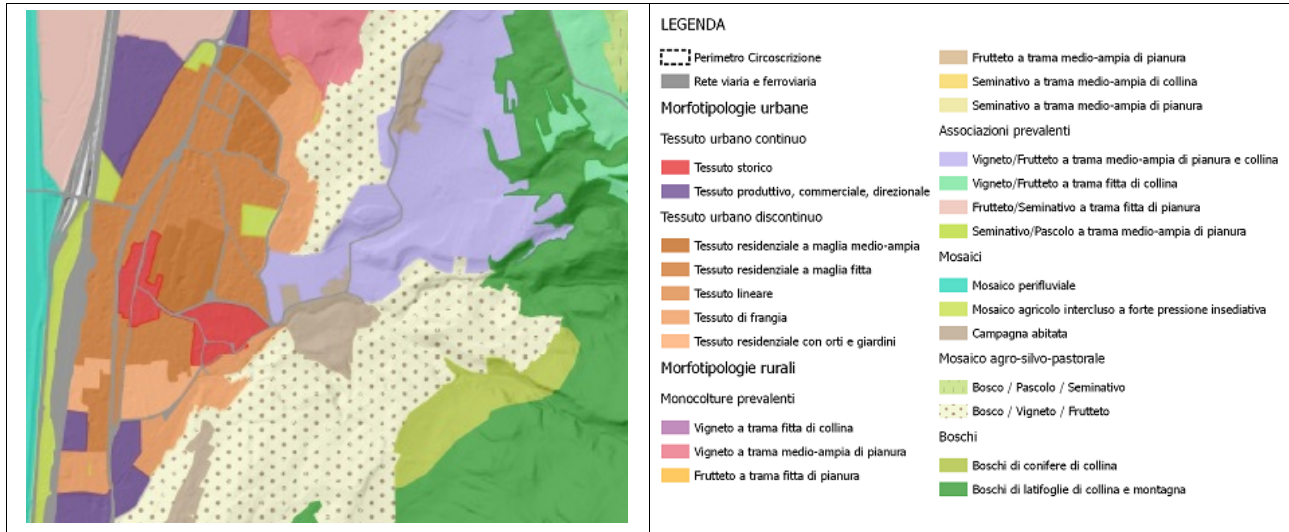 LEGENDA
Perimetro Circoscrizione
Rete viaria e ferroviaria
Morfotipologie urbane
Tessuto urbano continuo
Tessuto storico
Tessuto produttivo, commerciale, direzionale
Tessuto urbano discontinuo
Tessuto residenziale a maglia medio-ampia
Tessuto residenziale a maglia fitta
Tessuto lineare
Tessuto di frangia
Tessuto residenziale con orti e giardini
Morfotipologie rurali
Monocolture prevalenti
Vigneto a trama fitta di collina
Vigneto a trama medio-ampia di pianura
Frutteto a trama fitta di pianura
Frutteto a trama medio-ampia di pianura
Seminativo a trama medio-ampia di collina
Seminativo a trama medio-ampia di pianura
Associazioni prevalenti
Vigneto/Frutteto a trama medio-ampia di pianura e collina
Vigneto/Frutteto a trama fitta di collina
Frutteto/Seminativo a trama fitta di pianura
Seminativo/Pascolo a trama medio-ampia di pianura
Mosaici
Mosaico perifluviale
Mosaico agricolo intercluso a forte pressione insediativa
Campagna abitata
Mosaico agro-silvo-pastorale
Bosco / Pascolo / Seminativo
Bosco / Vigneto / Frutteto
Boschi
Boschi di conifere di collina
Boschi di latifoglie di collina e montagna